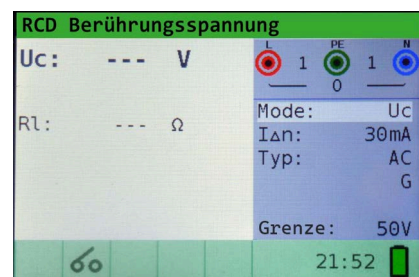 RCD Berührungsspannung
Uc: --- V
L PE N
1 1
0
Rl: --- Ω
Mode: Uc
IΔn: 30mA
Typ: AC
G
Grenze: 50V
21:52